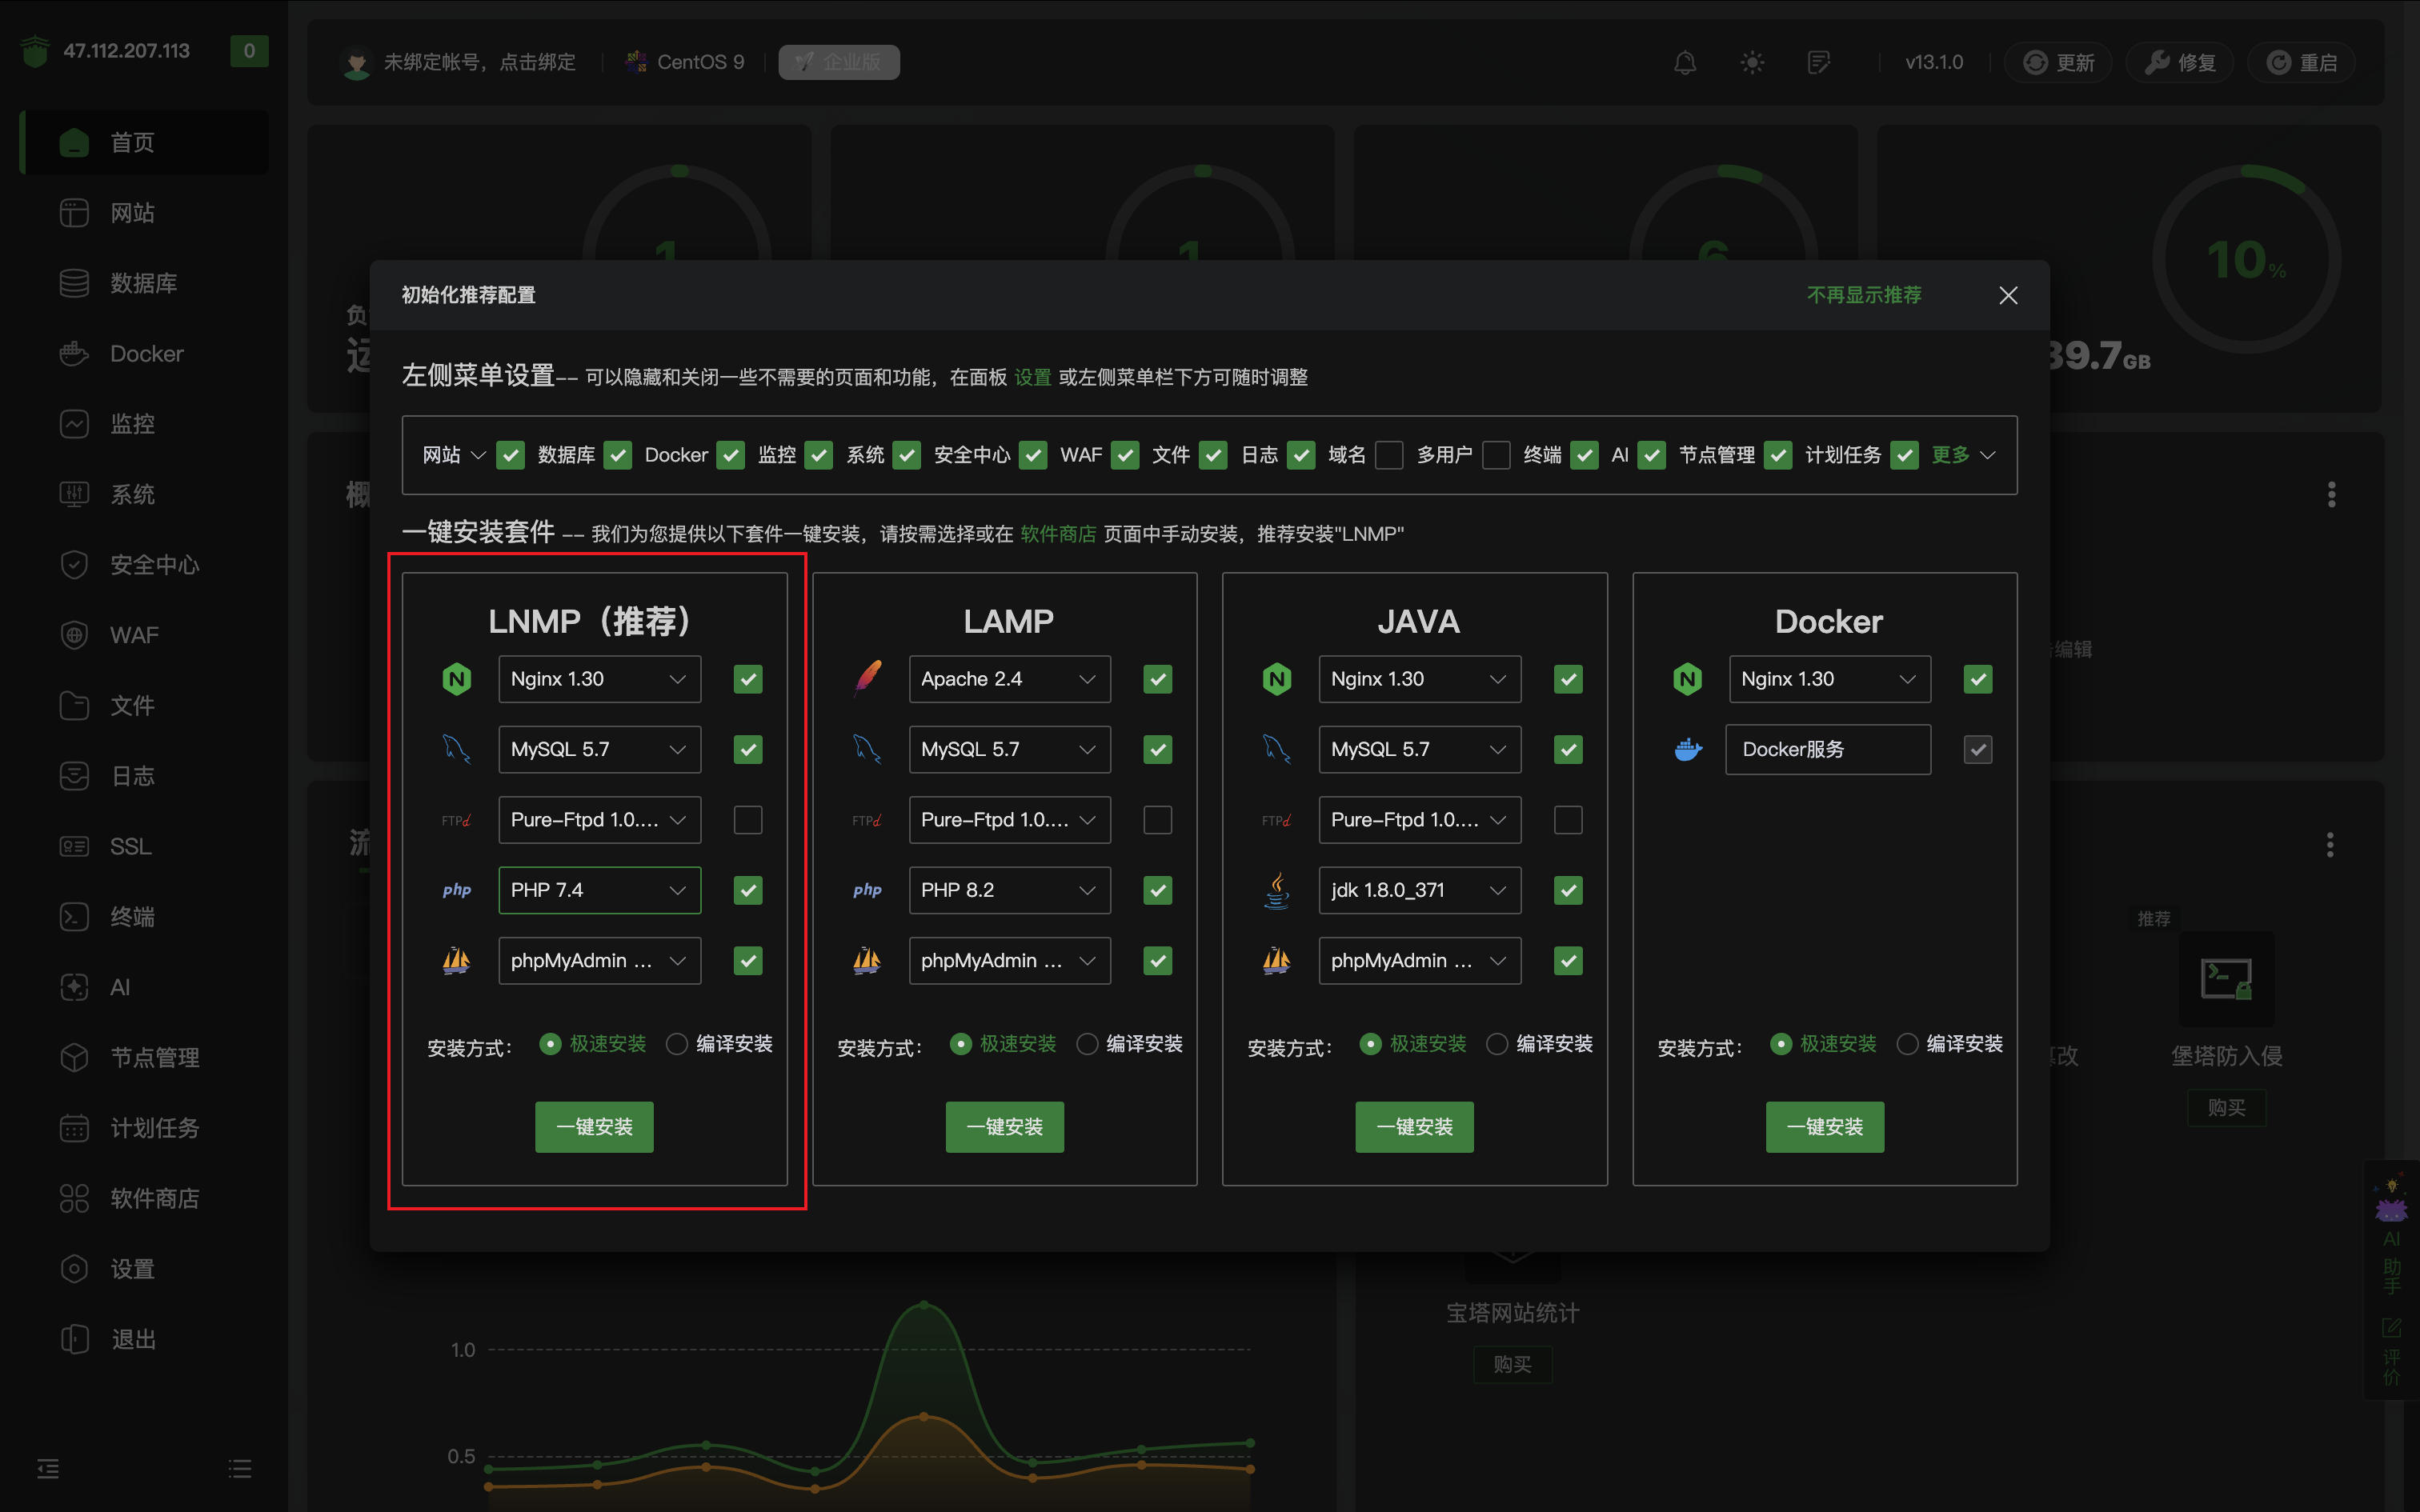 47.112.207.113
0
未绑定帐号，点击绑定
CentOS 9
企业版
v13.1.0
更新
修复
重启
首页
网站
数据库
Docker
监控
系统
安全中心
WAF
文件
日志
SSL
终端
AI
节点管理
计划任务
软件商店
设置
退出
1
1
6
10%
负
运
39.7GB
初始化推荐配置
不再显示推荐
左侧菜单设置-- 可以隐藏和关闭一些不需要的页面和功能，在面板 设置 或左侧菜单栏下方可随时调整
网站 数据库 Docker 监控 系统 安全中心 WAF 文件 日志 域名 多用户 终端 AI 节点管理 计划任务 更多
概
一键安装套件 -- 我们为您提供以下套件一键安装，请按需选择或在 软件商店 页面中手动安装，推荐安装"LNMP"
LNMP（推荐）
Nginx 1.30
MySQL 5.7
FTPd
Pure-Ftpd 1.0....
php
PHP 7.4
phpMyAdmin ...
安装方式：
极速安装
编译安装
一键安装
LAMP
Apache 2.4
MySQL 5.7
FTPd
Pure-Ftpd 1.0....
php
PHP 8.2
phpMyAdmin ...
安装方式：
极速安装
编译安装
一键安装
JAVA
Nginx 1.30
MySQL 5.7
FTPd
Pure-Ftpd 1.0....
jdk 1.8.0_371
phpMyAdmin ...
安装方式：
极速安装
编译安装
一键安装
Docker
Nginx 1.30
Docker服务
安装方式：
极速安装
编译安装
一键安装
编辑
流
推荐
改
堡塔防入侵
购买
宝塔网站统计
购买
1.0
0.5
AI
助
手
评
价